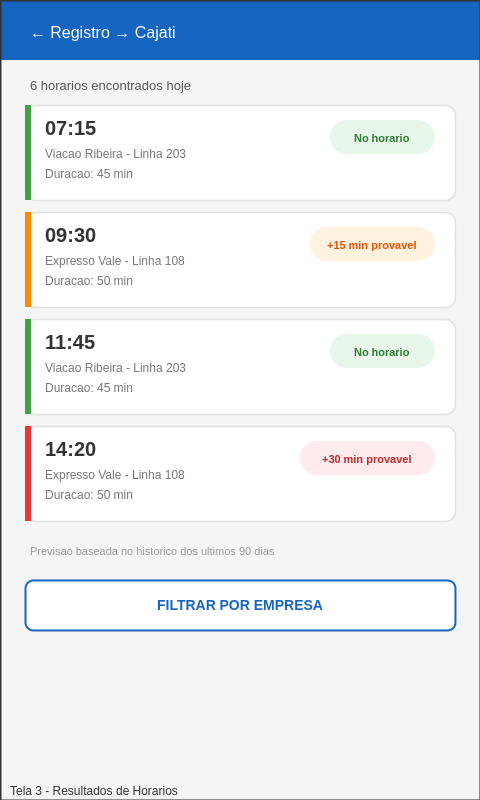 ← Registro → Cajati
6 horarios encontrados hoje
07:15
No horario
Viacao Ribeira - Linha 203
Duracao: 45 min
09:30
+15 min provavel
Expresso Vale - Linha 108
Duracao: 50 min
11:45
No horario
Viacao Ribeira - Linha 203
Duracao: 45 min
14:20
+30 min provavel
Expresso Vale - Linha 108
Duracao: 50 min
Previsao baseada no historico dos ultimos 90 dias
FILTRAR POR EMPRESA
Tela 3 - Resultados de Horarios